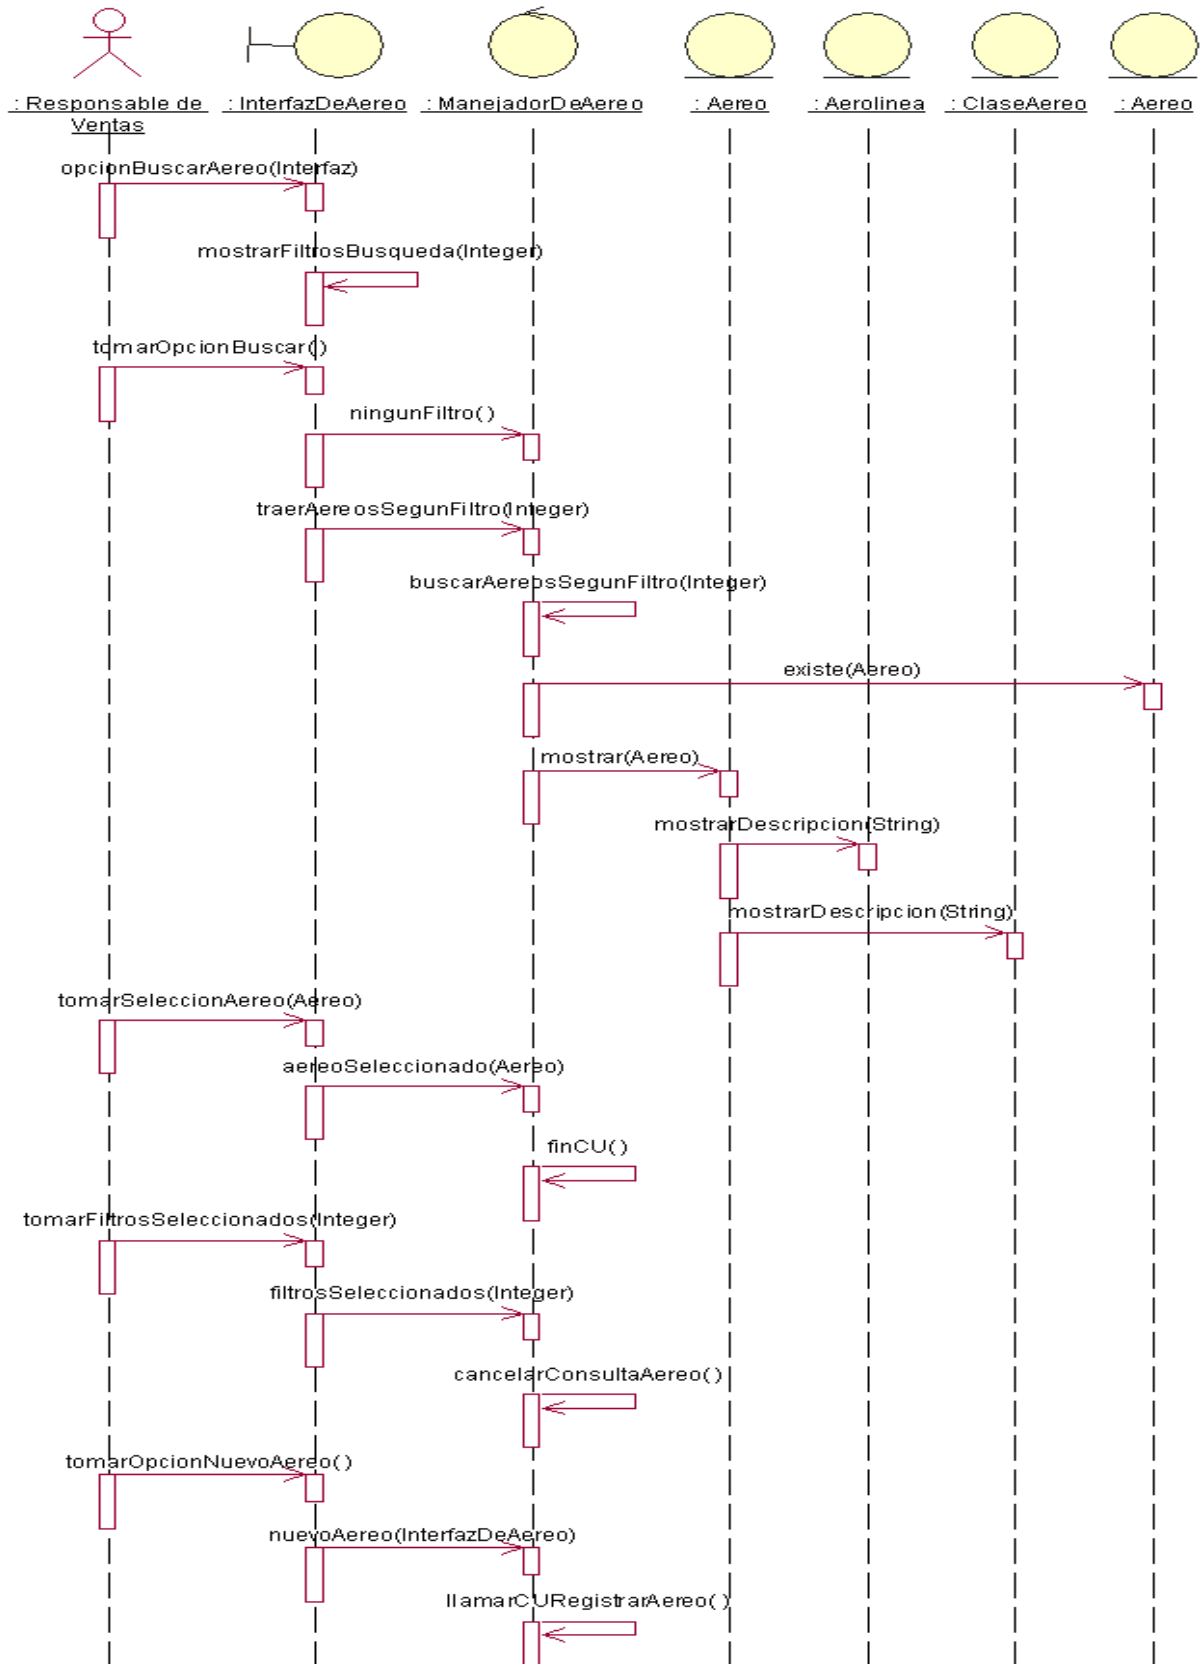 : Responsable de Ventas
: InterfazDeAereo
: ManejadorDeAereo
: Aereo
: Aerolinea
: ClaseAereo
: Aereo
opcionBuscarAereo(Interfaz)
mostrarFiltrosBusqueda(Integer)
tomarOpcionBuscar()
ningunFiltro()
traerAereosSegunFiltro(Integer)
buscarAereosSegunFiltro(Integer)
existe(Aereo)
mostrar(Aereo)
mostrarDescripcion(String)
mostrarDescripcion(String)
tomarSeleccionAereo(Aereo)
aereoSeleccionado(Aereo)
finCU()
tomarFiltrosSeleccionados(Integer)
filtrosSeleccionados(Integer)
cancelarConsultaAereo()
tomarOpcionNuevoAereo()
nuevoAereo(InterfazDeAereo)
llamarCURegistrarAereo()